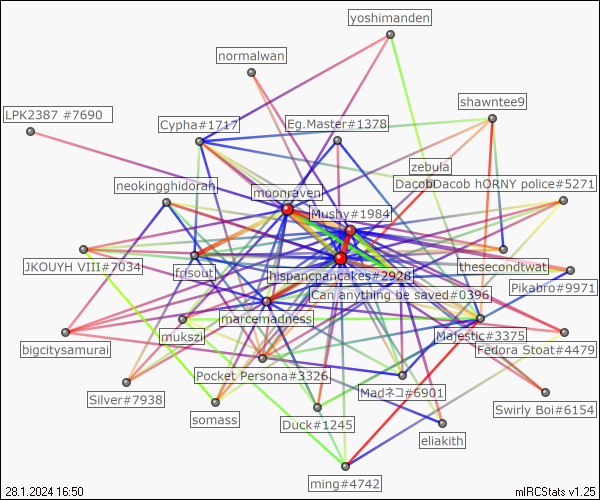 yoshimanden
normalwan
shawntee9
LPK2387 #7690
Cypha#1717
Eg.Master#1378
zebula
neokingghidorah
moonraven
DacobDacob hORNY police#5271
Mushy#1984
JKOUYH VIII#7034
frisout
hispancpancakes#2928
thesecondtwat
Pikabro#9971
Can anything be saved#0396
marcemadness
mukszil
Majestic#3375
bigcitysamurai
Fedora Stoat#4479
Pocket Persona#3326
Madネコ#6901
Silver#7938
Swirly Boi#6154
somass
Duck#1245
eliakith
ming#4742
28.1.2024 16:50
mIRCStats v1.25